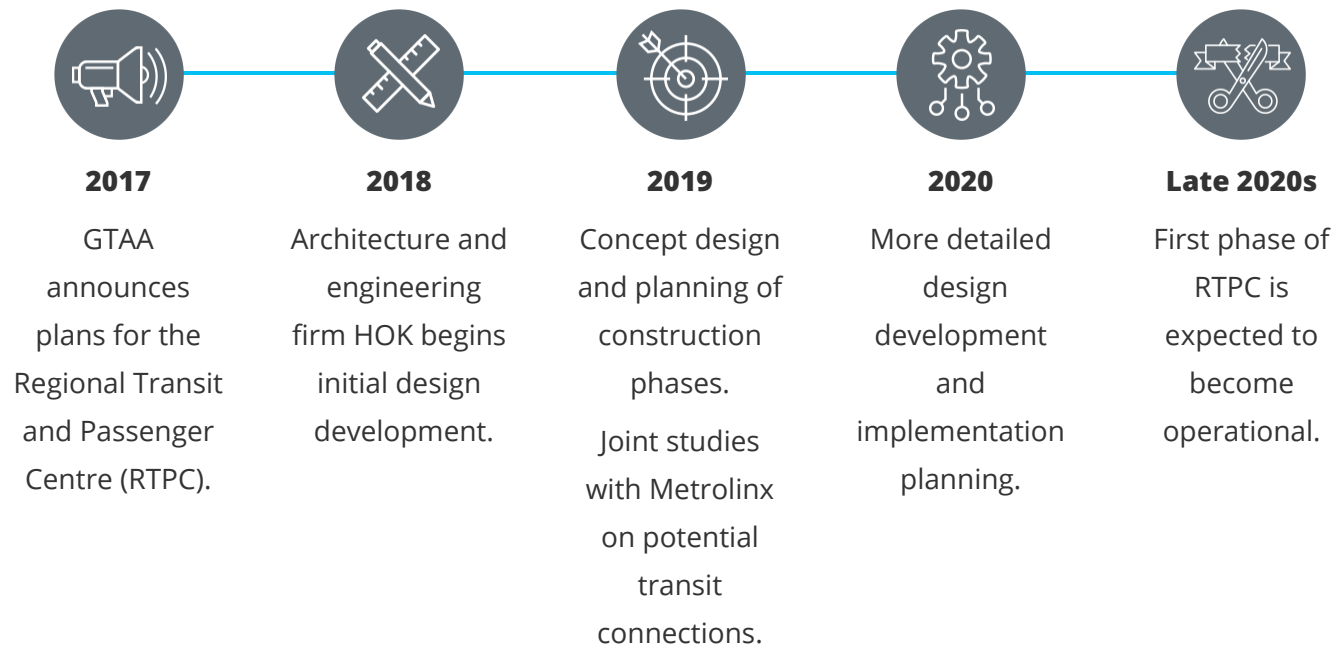 2017
GTAA
announces
plans for the
Regional Transit
and Passenger
Centre (RTPC).
2018
Architecture and
engineering
firm HOK begins
initial design
development.
2019
Concept design
and planning of
construction
phases.
Joint studies
with Metrolinx
on potential
transit
connections.
2020
More detailed
design
development
and
implementation
planning.
Late 2020s
First phase of
RTPC is
expected to
become
operational.